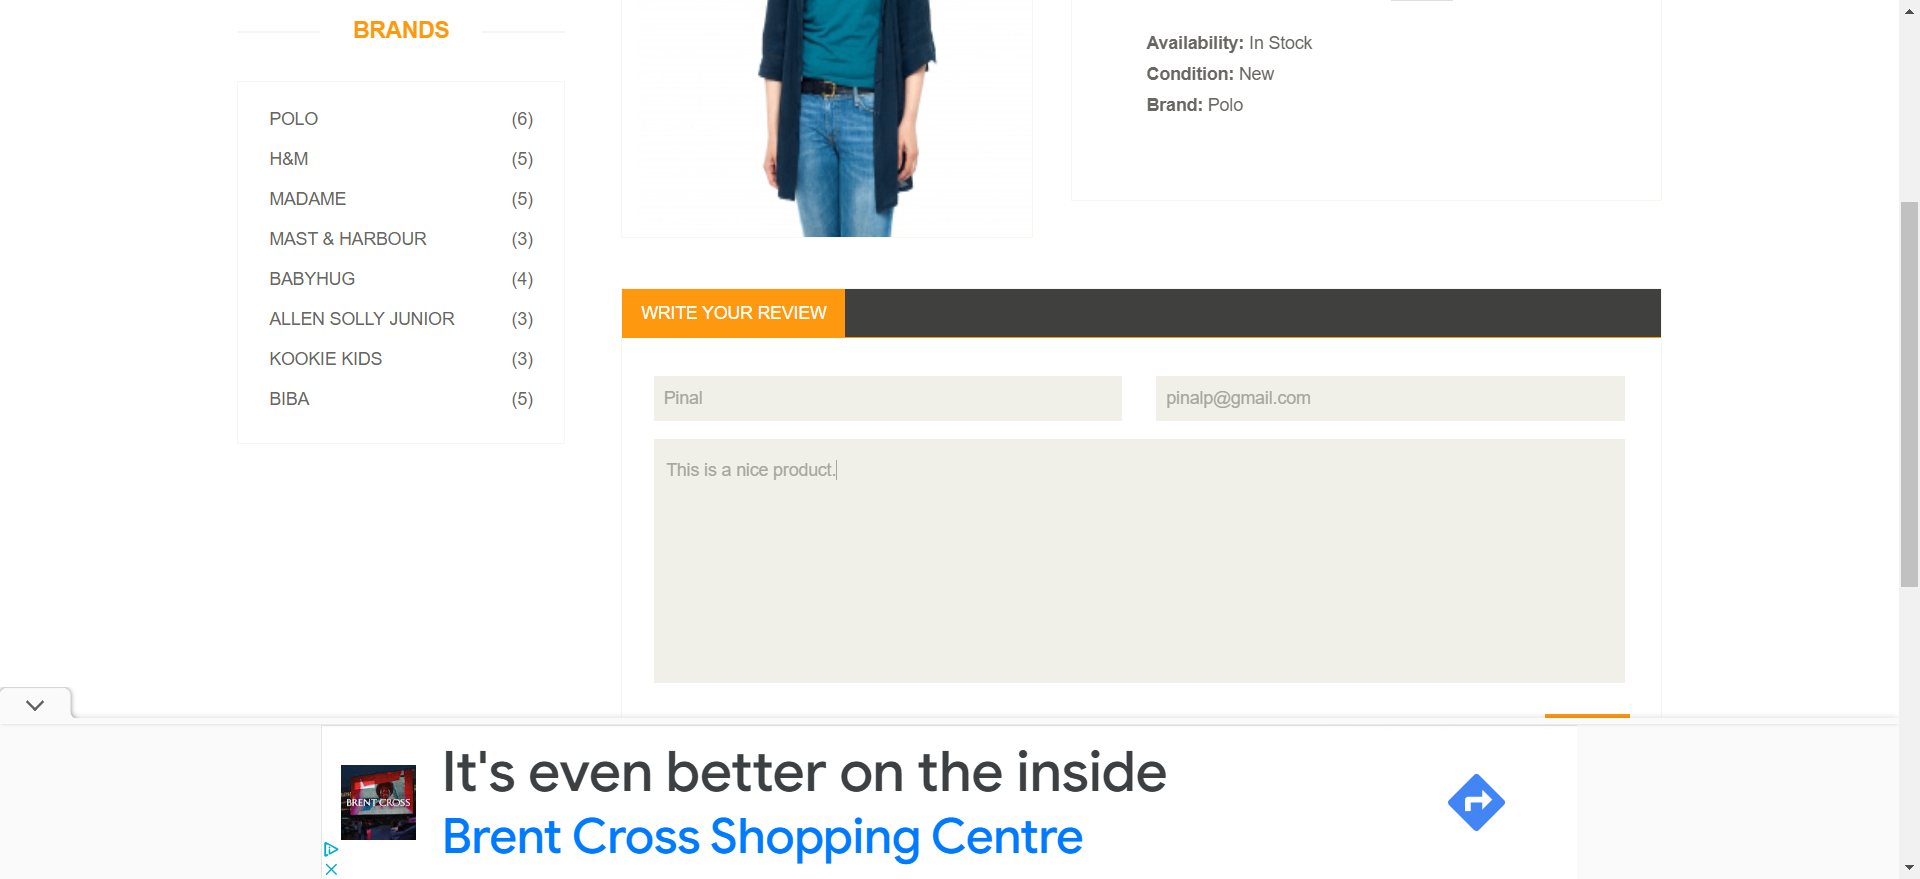 BRANDS
POLO (6)
H&M (5)
MADAME (5)
MAST & HARBOUR (3)
BABYHUG (4)
ALLEN SOLLY JUNIOR (3)
KOOKIE KIDS (3)
BIBA (5)
Availability: In Stock
Condition: New
Brand: Polo
WRITE YOUR REVIEW
Pinal
pinalp@gmail.com
This is a nice product.
BRENT CROSS
It's even better on the inside
Brent Cross Shopping Centre